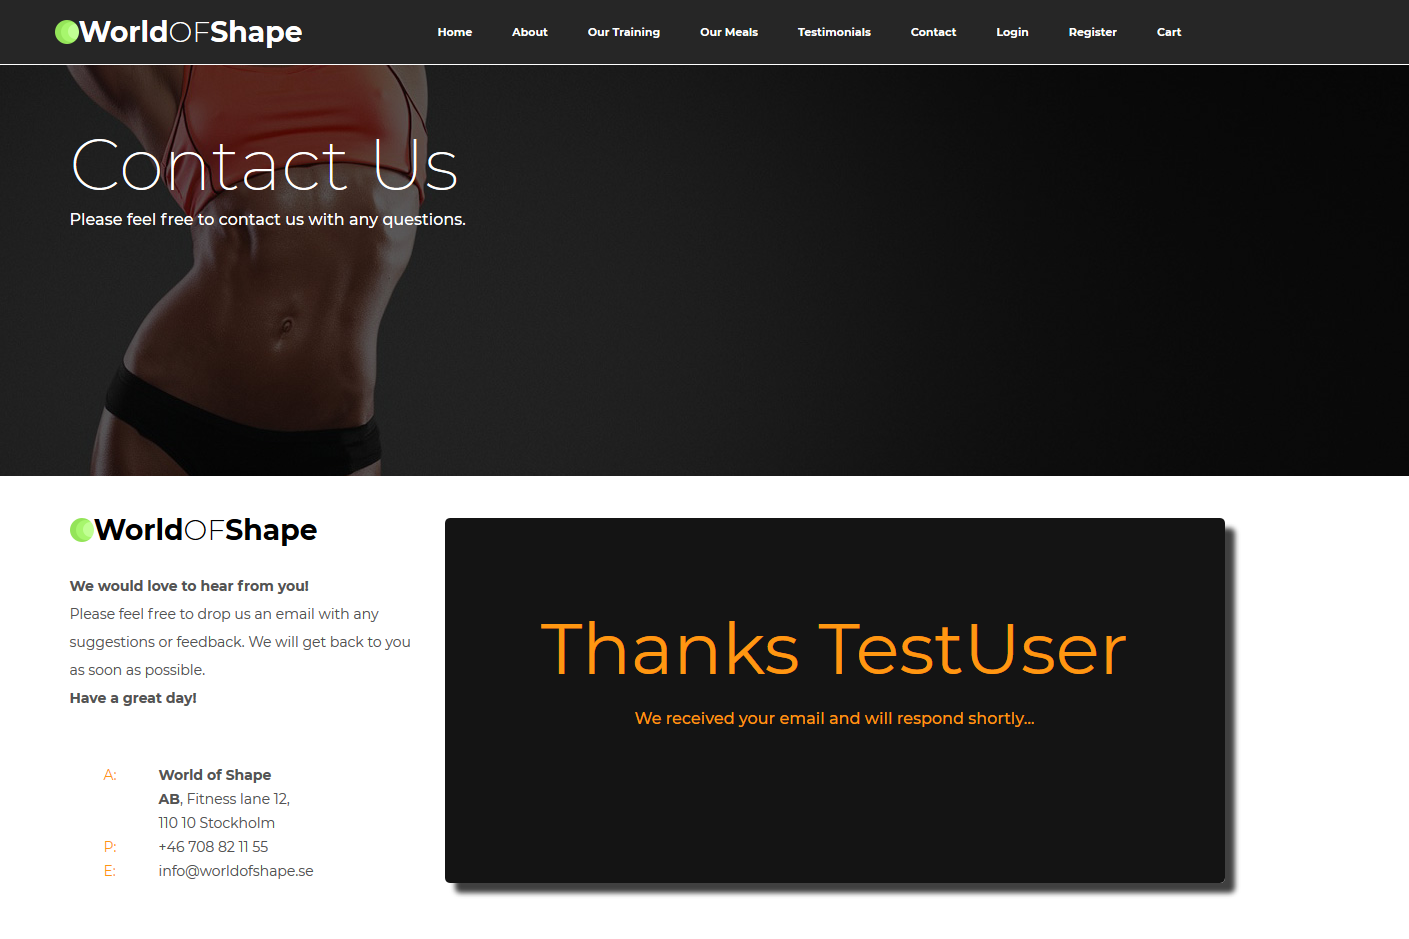 WorldOFShape
Home About Our Training Our Meals Testimonials Contact Login Register Cart
Contact Us
Please feel free to contact us with any questions.
WorldOFShape
We would love to hear from you!
Please feel free to drop us an email with any
suggestions or feedback. We will get back to you
as soon as possible.
Have a great day!
A: World of Shape
AB, Fitness lane 12,
110 10 Stockholm
P: +46 708 82 11 55
E: info@worldofshape.se
Thanks TestUser
We received your email and will respond shortly...